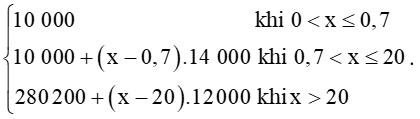 10 000 khi 0 < x ≤ 0,7
10 000 + (x − 0,7).14 000 khi 0,7 < x ≤ 20 .
280 200 + (x − 20).12000 khi x > 20